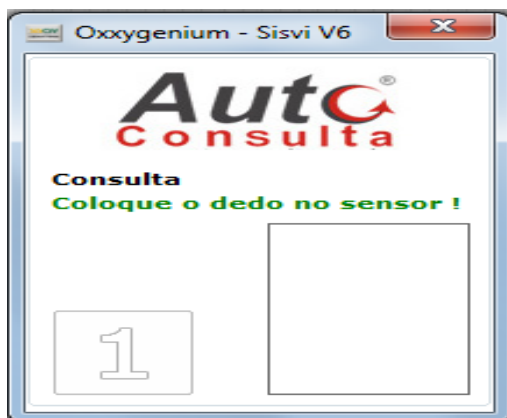 Oxxygenium - Sisvi V6
Auto®
Consulta
Consulta
Coloque o dedo no sensor !
1